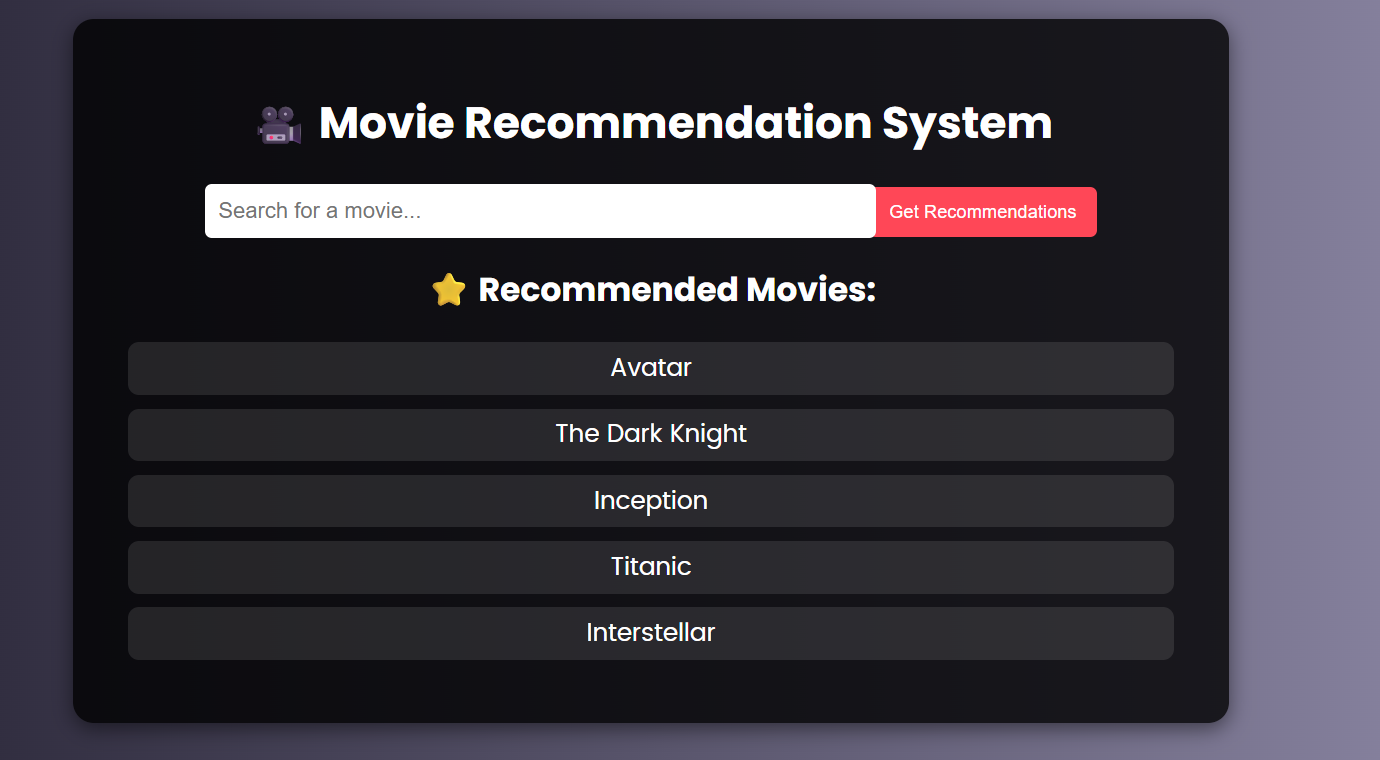 Movie Recommendation System
Search for a movie...
Get Recommendations
Recommended Movies:
Avatar
The Dark Knight
Inception
Titanic
Interstellar